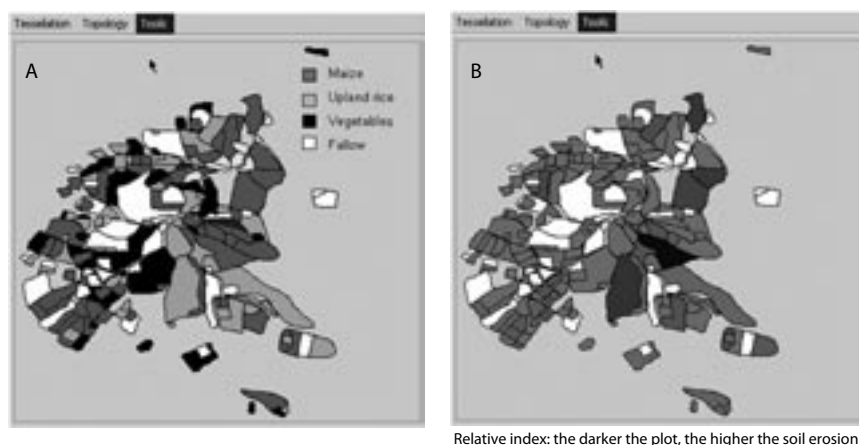 Tesselation Topology Tools
A
Maize
Upland rice
Vegetables
Fallow
Tesselation Topology Tools
B
Relative index: the darker the plot, the higher the soil erosion